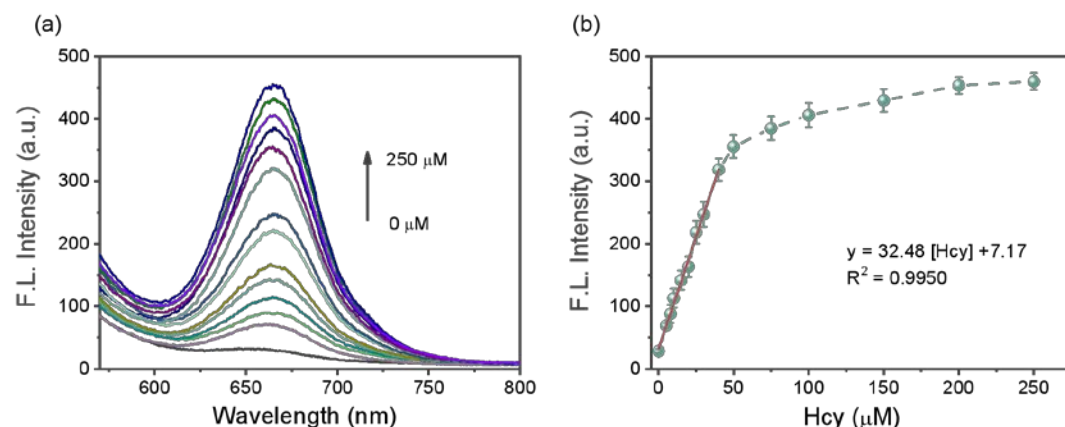 (a)
500
400
300
200
100
0
F.L. Intensity (a.u.)
250 μM
0 μM
600
650
700
750
800
Wavelength (nm)
(b)
500
400
300
200
100
0
F.L. Intensity (a.u.)
y = 32.48 [Hcy] +7.17
R² = 0.9950
0
50
100
150
200
250
Hcy (μM)